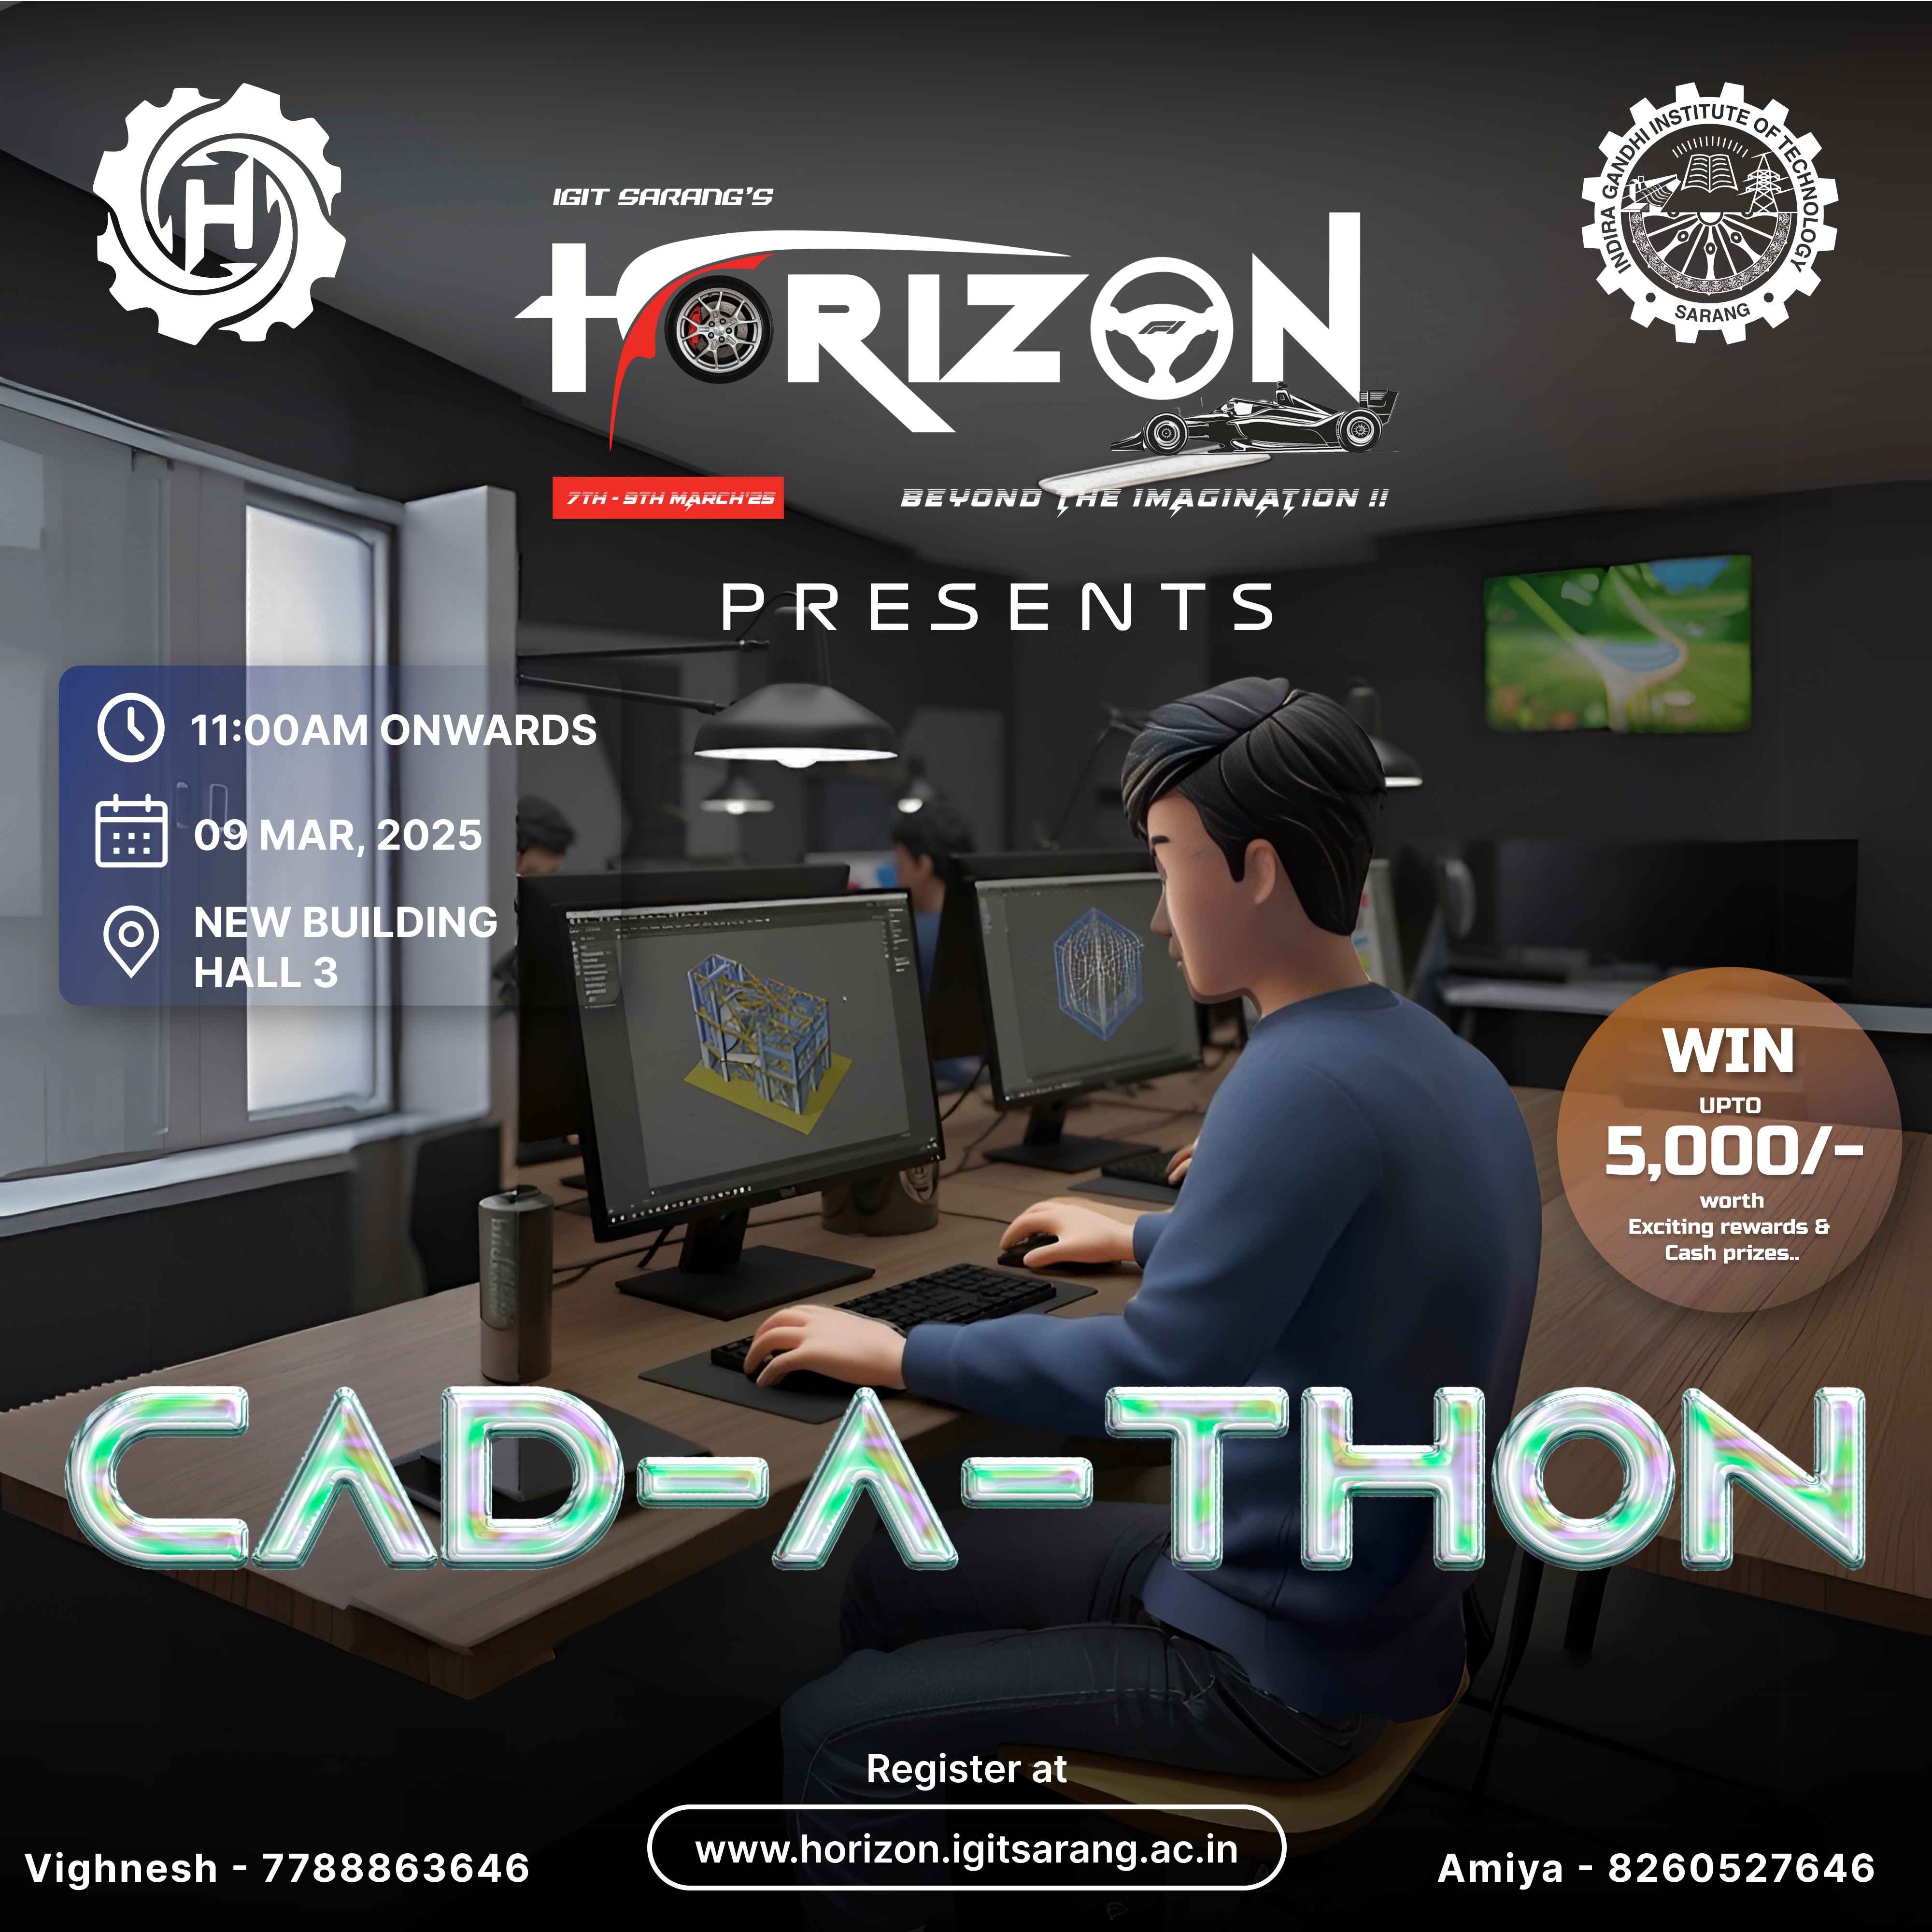 H
INDIRA GANDHI INSTITUTE OF TECHNOLOGY
SARANG
IGIT SARANG'S
HORIZON
7TH - 9TH MARCH'25
BEYOND THE IMAGINATION !!
PRESENTS
11:00AM ONWARDS
09 MAR, 2025
NEW BUILDING
HALL 3
WIN
UPTO
5,000/-
worth
Exciting rewards &
Cash prizes..
CAD-A-THON
Register at
www.horizon.igitsarang.ac.in
Vighnesh - 7788863646
Amiya - 8260527646